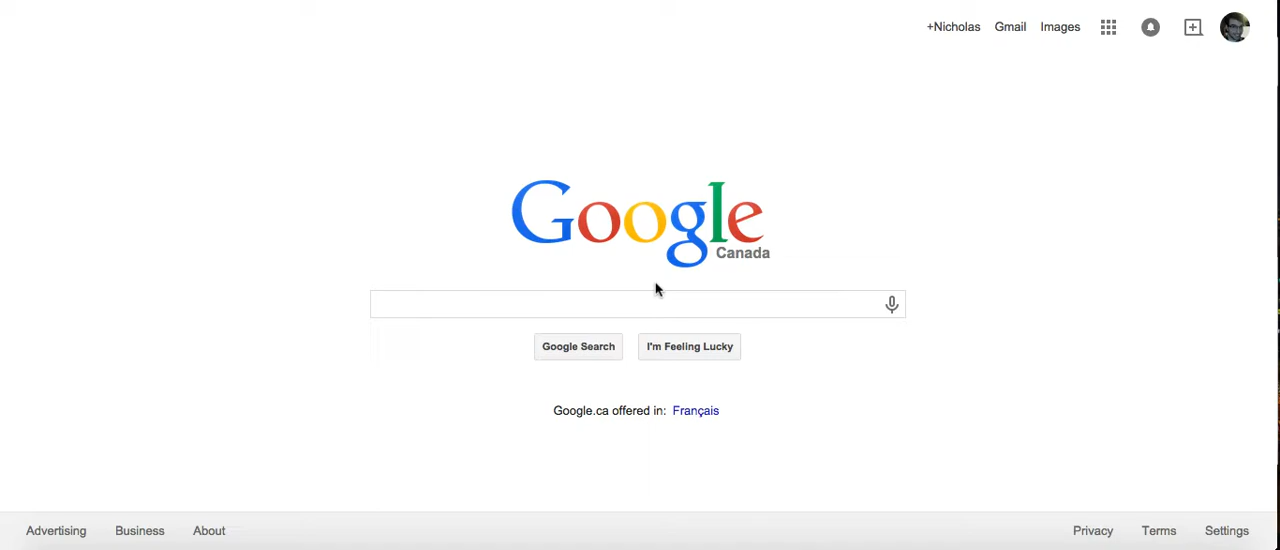 +Nicholas Gmail Images
Google
Canada
Google Search I'm Feeling Lucky
Google.ca offered in: Français
Advertising Business About Privacy Terms Settings